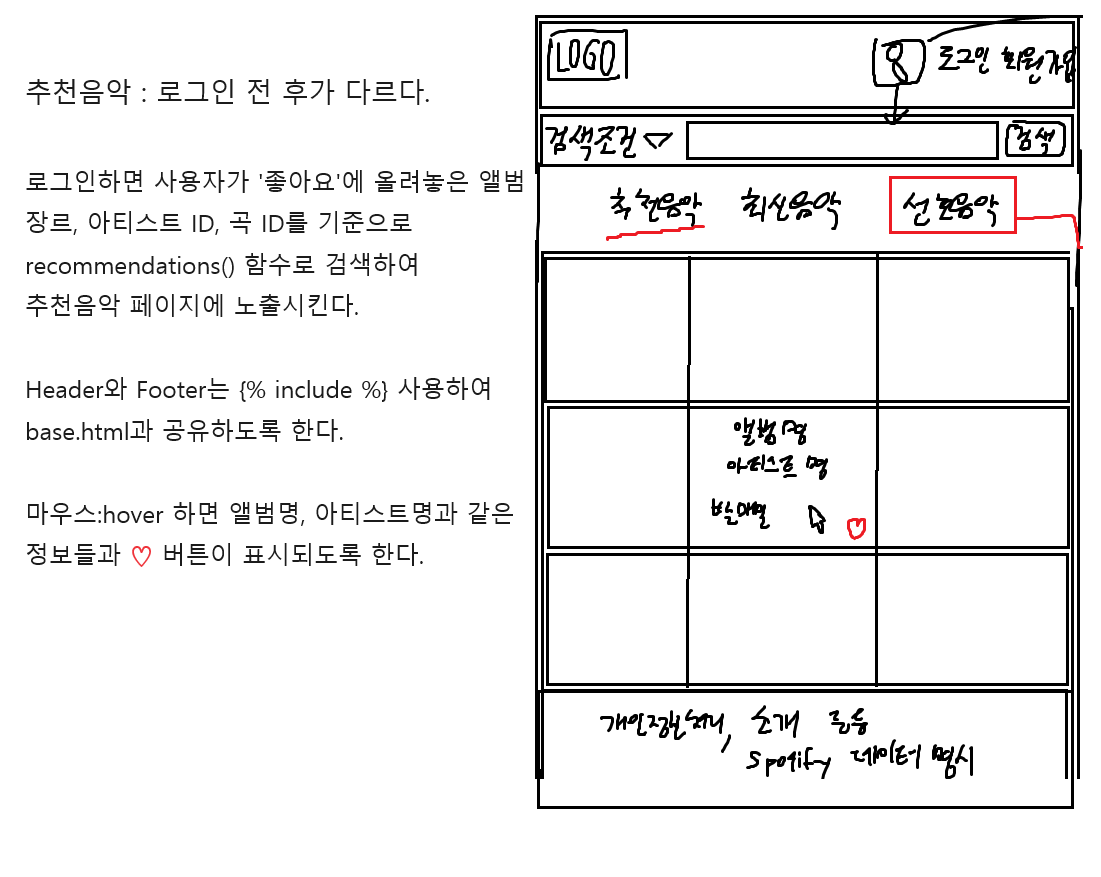 추천음악 : 로그인 전 후가 다르다.
로그인하면 사용자가 '좋아요'에 올려놓은 앨범
장르, 아티스트 ID, 곡 ID를 기준으로
recommendations() 함수로 검색하여
추천음악 페이지에 노출시킨다.
Header와 Footer는 {% include %} 사용하여
base.html과 공유하도록 한다.
마우스:hover 하면 앨범명, 아티스트명과 같은
정보들과 ♡ 버튼이 표시되도록 한다.
LOGO
로그인 회원가입
검색조건 ▽
검색
추천음악 최신음악 선호음악
앨범명
아티스트 명
발매일
♡
소개
Spotify 데이터 명시